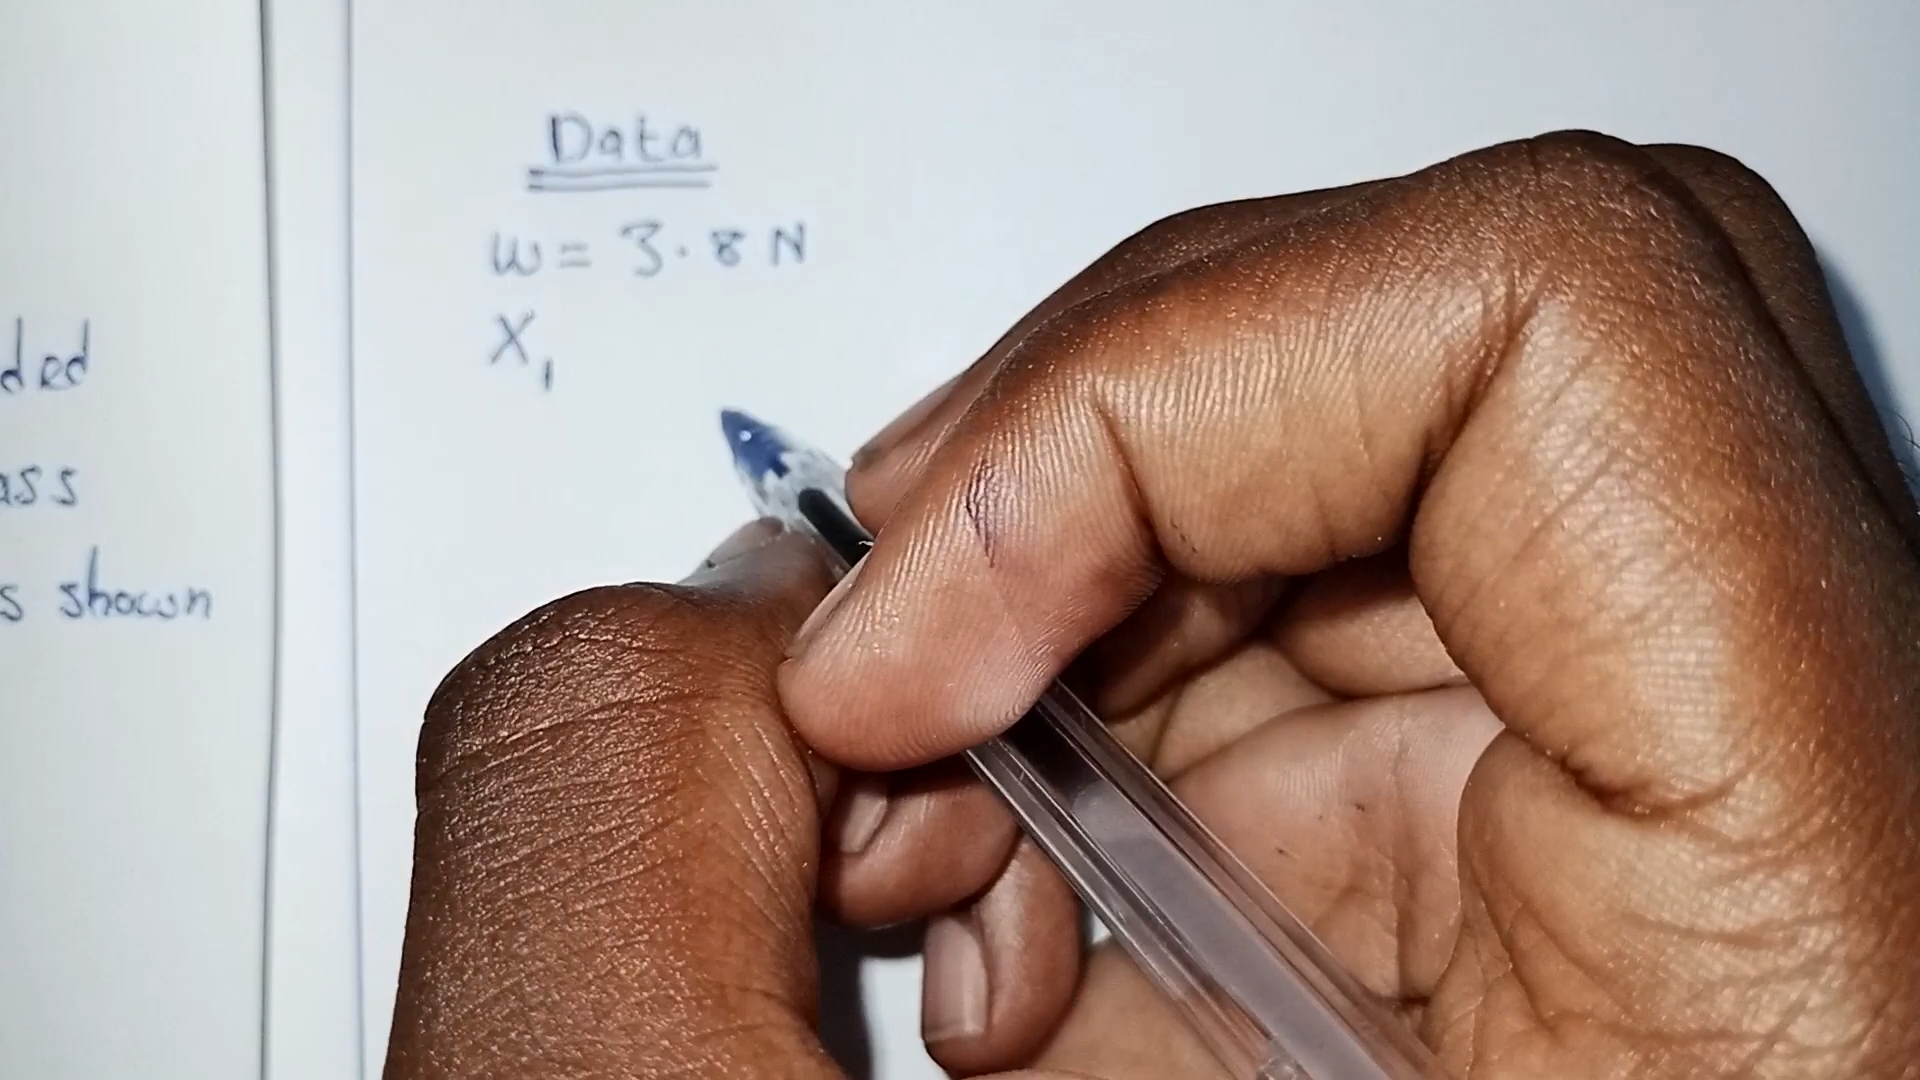 Data
w = 3.8 N
X₁
ded
ass
s shown